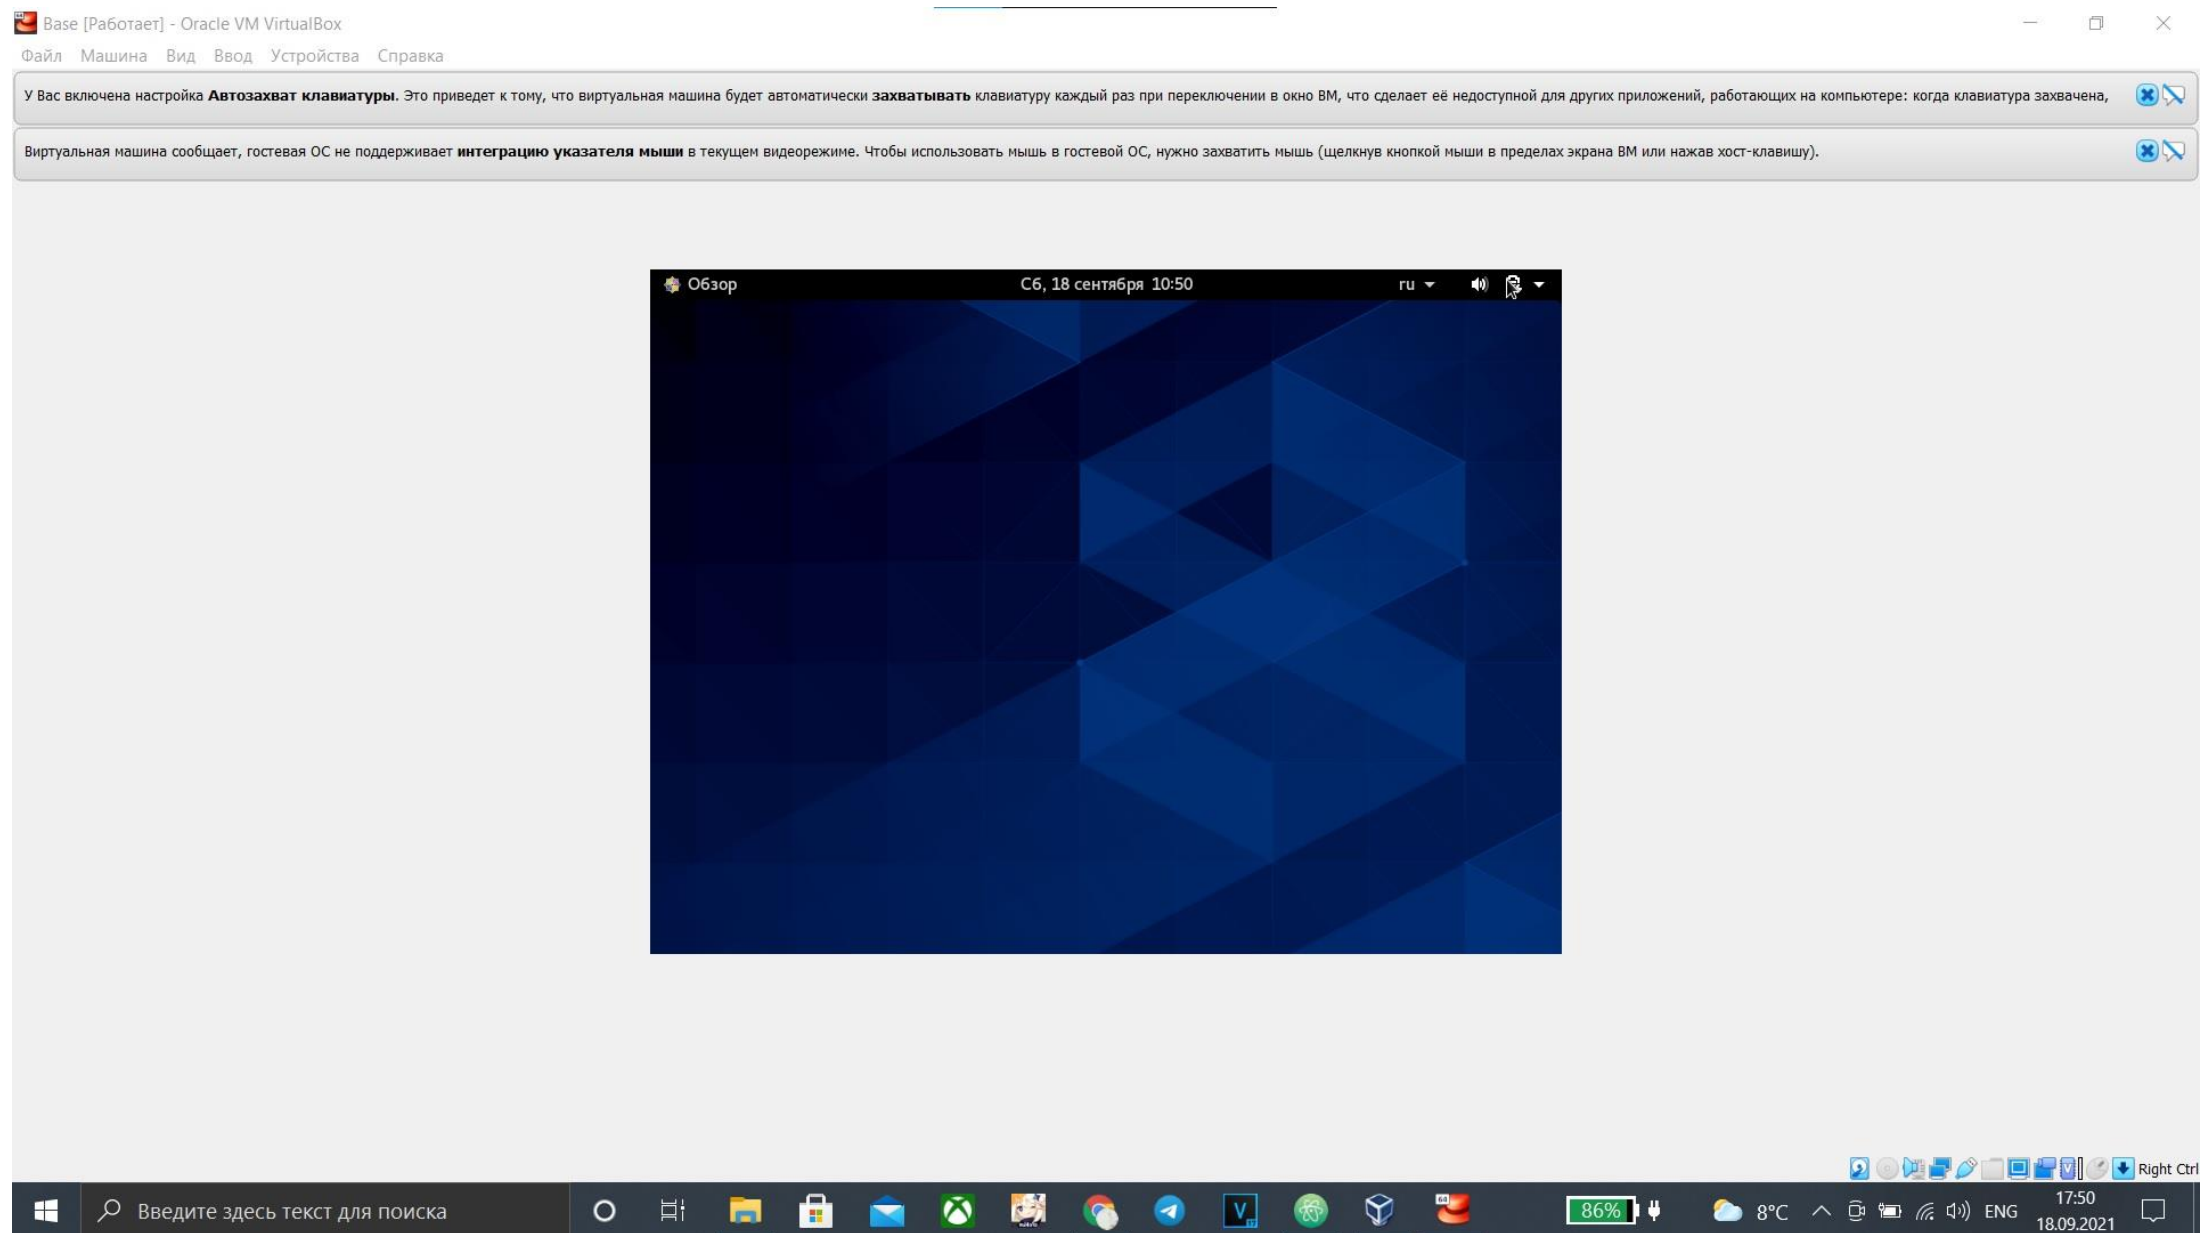 Base [Работает] - Oracle VM VirtualBox
Файл Машина Вид Ввод Устройства Справка
У Вас включена настройка Автозахват клавиатуры. Это приведет к тому, что виртуальная машина будет автоматически захватывать клавиатуру каждый раз при переключении в окно ВМ, что сделает её недоступной для других приложений, работающих на компьютере: когда клавиатура захвачена,
Виртуальная машина сообщает, гостевая ОС не поддерживает интеграцию указателя мыши в текущем видеорежиме. Чтобы использовать мышь в гостевой ОС, нужно захватить мышь (щелкнув кнопкой мыши в пределах экрана ВМ или нажав хост-клавишу).
Обзор Сб, 18 сентября 10:50 ru
Right Ctrl
Введите здесь текст для поиска 86% 8°C ENG 17:50
18.09.2021